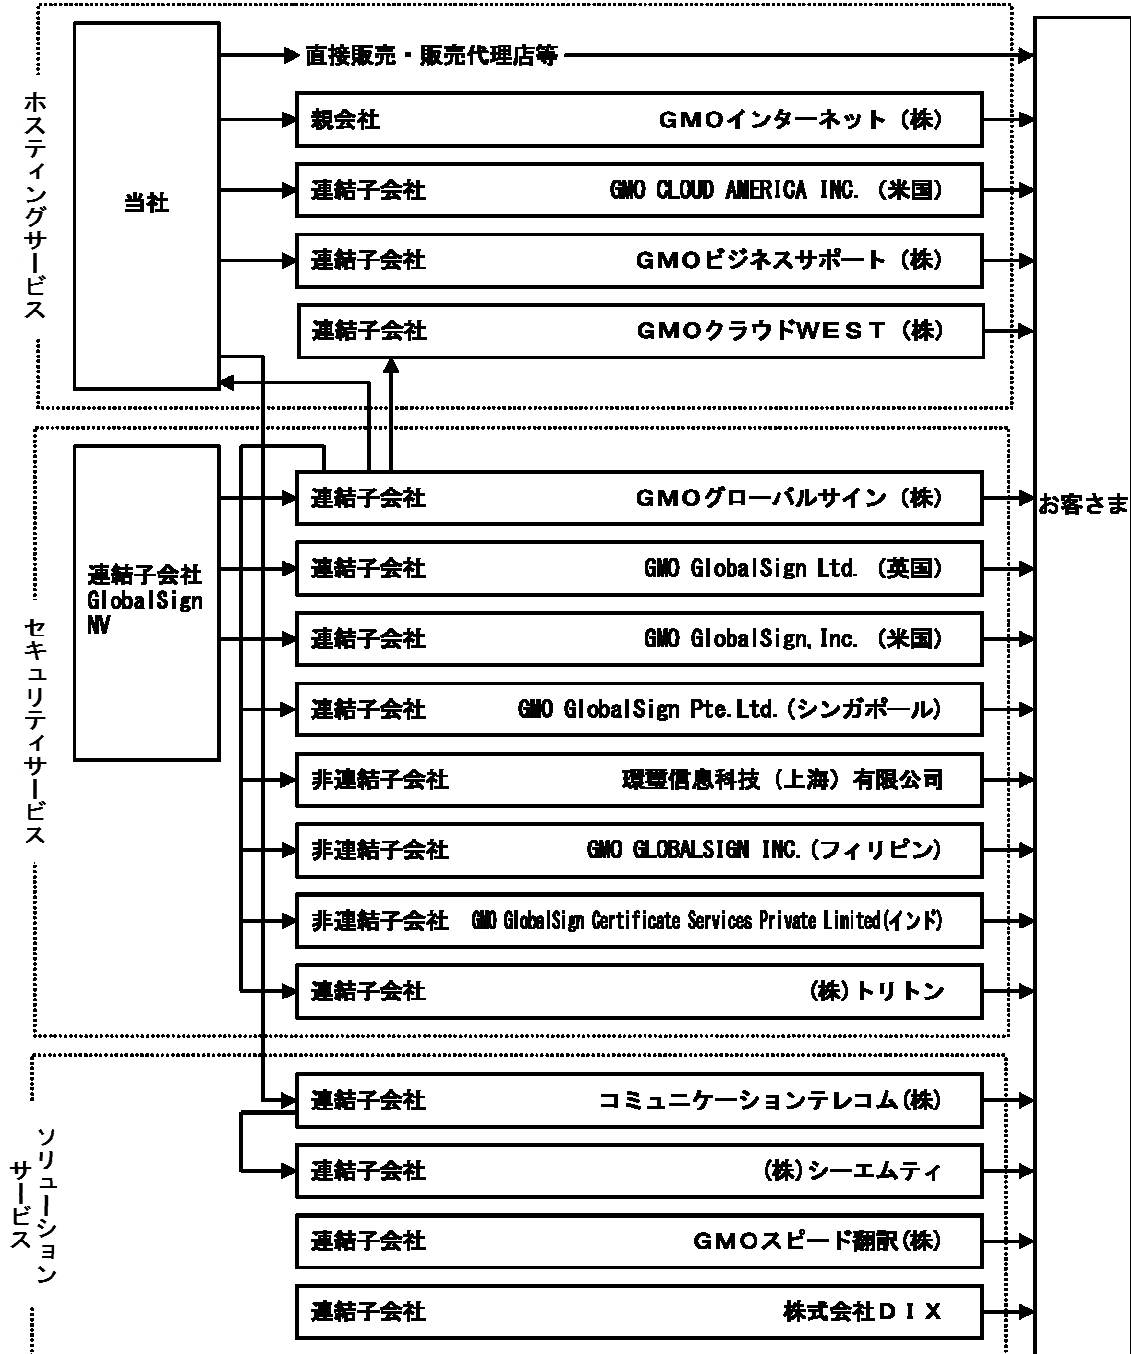 ホスティングサービス
当社
直接販売・販売代理店等
親会社 ＧＭＯインターネット（株）
連結子会社 GMO CLOUD AMERICA INC.（米国）
連結子会社 ＧＭＯビジネスサポート（株）
連結子会社 ＧＭＯクラウドＷＥＳＴ（株）
セキュリティサービス
連結子会社
GlobalSign
NV
連結子会社 ＧＭＯグローバルサイン（株）
連結子会社 GMO GlobalSign Ltd.（英国）
連結子会社 GMO GlobalSign,Inc.（米国）
連結子会社 GMO GlobalSign Pte.Ltd.(シンガポール)
非連結子会社 環璽信息科技（上海）有限公司
非連結子会社 GMO GLOBALSIGN INC.(フィリピン)
非連結子会社 GMO GlobalSign Certificate Services Private Limited(インド)
連結子会社 (株)トリトン
ソリューション
サービス
連結子会社 コミュニケーションテレコム(株)
連結子会社 (株)シーエムティ
連結子会社 ＧＭＯスピード翻訳(株)
連結子会社 株式会社ＤＩＸ
お客さま